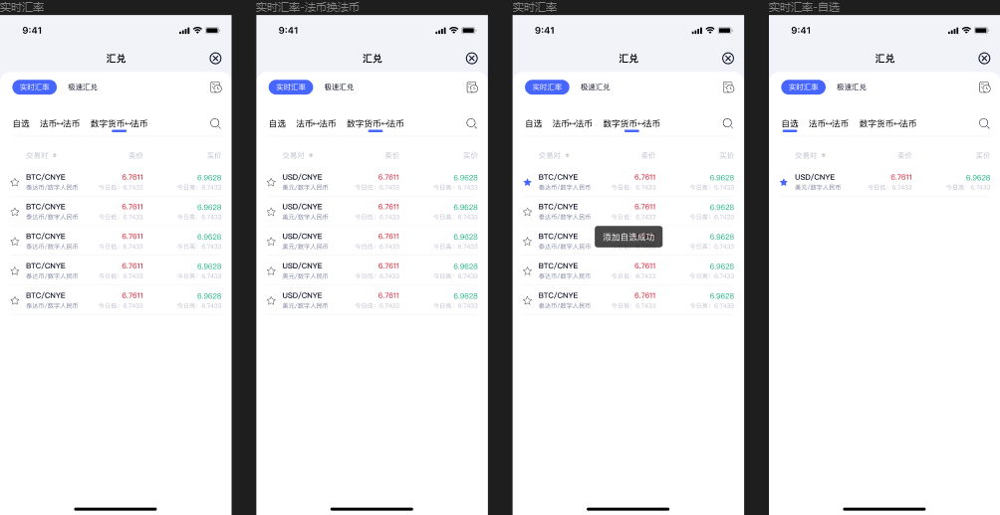 实时汇率
9:41
汇兑
实时汇率 极速汇兑
自选 法币↔法币 数字货币↔法币
交易对 卖价 买价
BTC/CNYE 6.7611 6.9628
泰达币/数字人民币 今日低：6.7433 今日高：6.7433
BTC/CNYE 6.7611 6.9628
泰达币/数字人民币 今日低：6.7433 今日高：6.7433
BTC/CNYE 6.7611 6.9628
泰达币/数字人民币 今日低：6.7433 今日高：6.7433
BTC/CNYE 6.7611 6.9628
泰达币/数字人民币 今日低：6.7433 今日高：6.7433
BTC/CNYE 6.7611 6.9628
泰达币/数字人民币 今日低：6.7433 今日高：6.7433
实时汇率-法币换法币
9:41
汇兑
实时汇率 极速汇兑
自选 法币↔法币 数字货币↔法币
交易对 卖价 买价
USD/CNYE 6.7611 6.9628
美元/数字人民币 今日低：6.7433 今日高：6.7433
USD/CNYE 6.7611 6.9628
美元/数字人民币 今日低：6.7433 今日高：6.7433
USD/CNYE 6.7611 6.9628
美元/数字人民币 今日低：6.7433 今日高：6.7433
USD/CNYE 6.7611 6.9628
美元/数字人民币 今日低：6.7433 今日高：6.7433
USD/CNYE 6.7611 6.9628
美元/数字人民币 今日低：6.7433 今日高：6.7433
实时汇率
9:41
汇兑
实时汇率 极速汇兑
自选 法币↔法币 数字货币↔法币
交易对 卖价 买价
BTC/CNYE 6.7611 6.9628
泰达币/数字人民币 今日低：6.7433 今日高：6.7433
BTC/CNYE 6.7611 6.9628
泰达币/数字人民币 今日低：6.7433 今日高：6.7433
添加自选成功
BTC/CNYE 6.9628
泰达币/数字人民币 今日高：6.7433
BTC/CNYE 6.7611 6.9628
泰达币/数字人民币 今日低：6.7433 今日高：6.7433
BTC/CNYE 6.7611 6.9628
泰达币/数字人民币 今日低：6.7433 今日高：6.7433
实时汇率-自选
9:41
汇兑
实时汇率 极速汇兑
自选 法币↔法币 数字货币↔法币
交易对 卖价 买价
USD/CNYE 6.7611 6.9628
美元/数字人民币 今日低：6.7433 今日高：6.7433